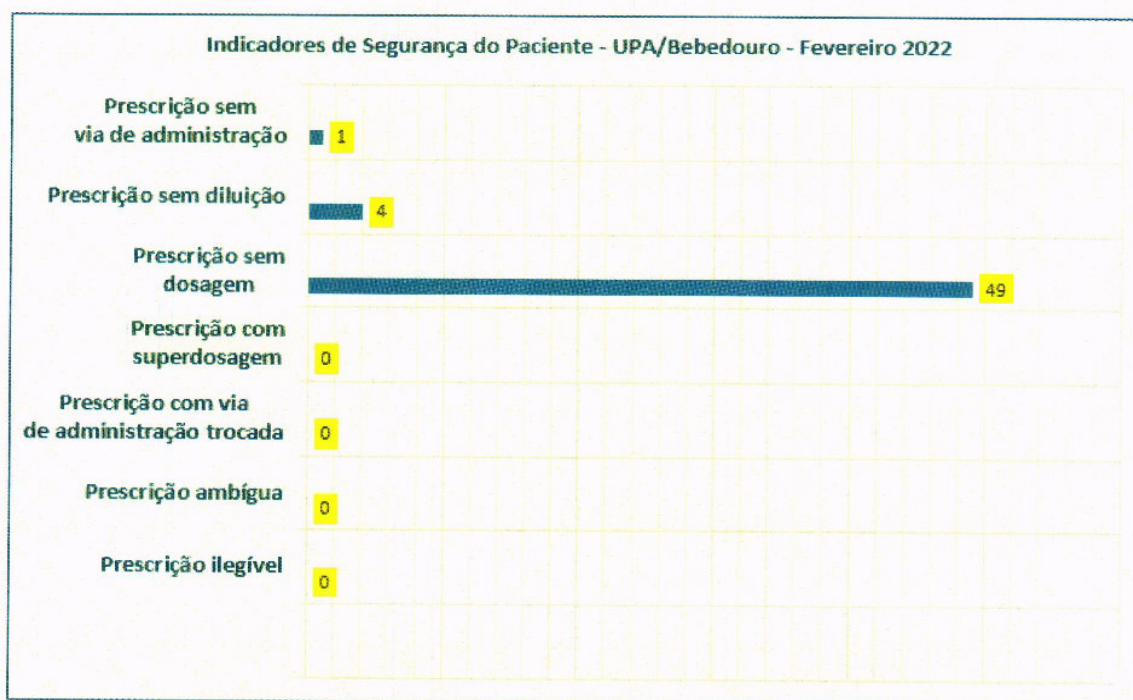 Indicadores de Segurança do Paciente - UPA/Bebedouro - Fevereiro 2022
Prescrição sem
via de administração
1
Prescrição sem diluição
4
Prescrição sem
dosagem
49
Prescrição com
superdosagem
0
Prescrição com via
de administração trocada
0
Prescrição ambígua
0
Prescrição ilegível
0